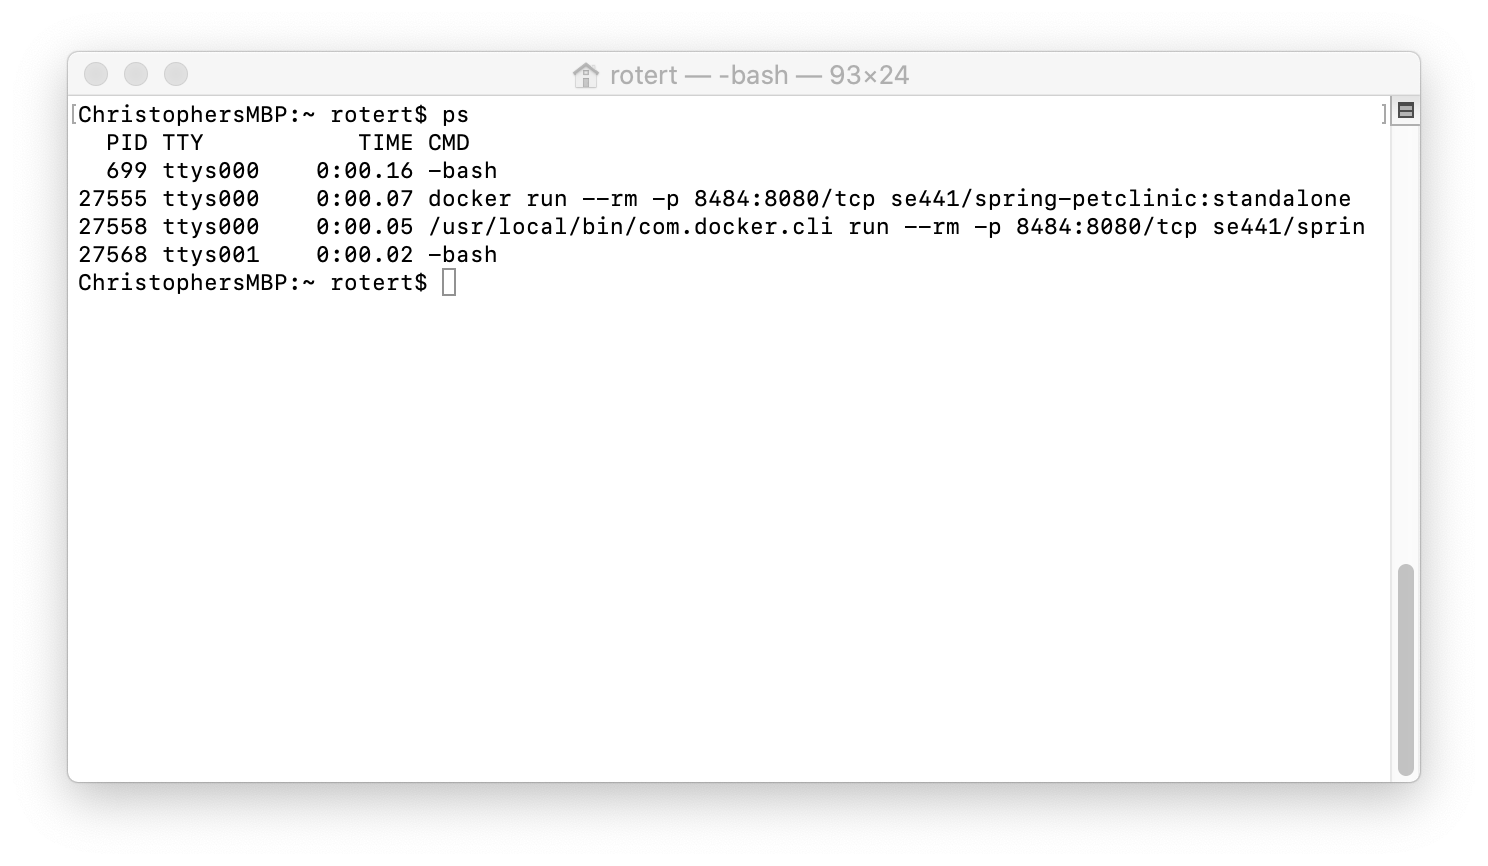 rotert — -bash — 93×24
[ChristophersMBP:~ rotert$ ps ]
  PID TTY           TIME CMD
  699 ttys000    0:00.16 -bash
27555 ttys000    0:00.07 docker run --rm -p 8484:8080/tcp se441/spring-petclinic:standalone
27558 ttys000    0:00.05 /usr/local/bin/com.docker.cli run --rm -p 8484:8080/tcp se441/sprin
27568 ttys001    0:00.02 -bash
ChristophersMBP:~ rotert$